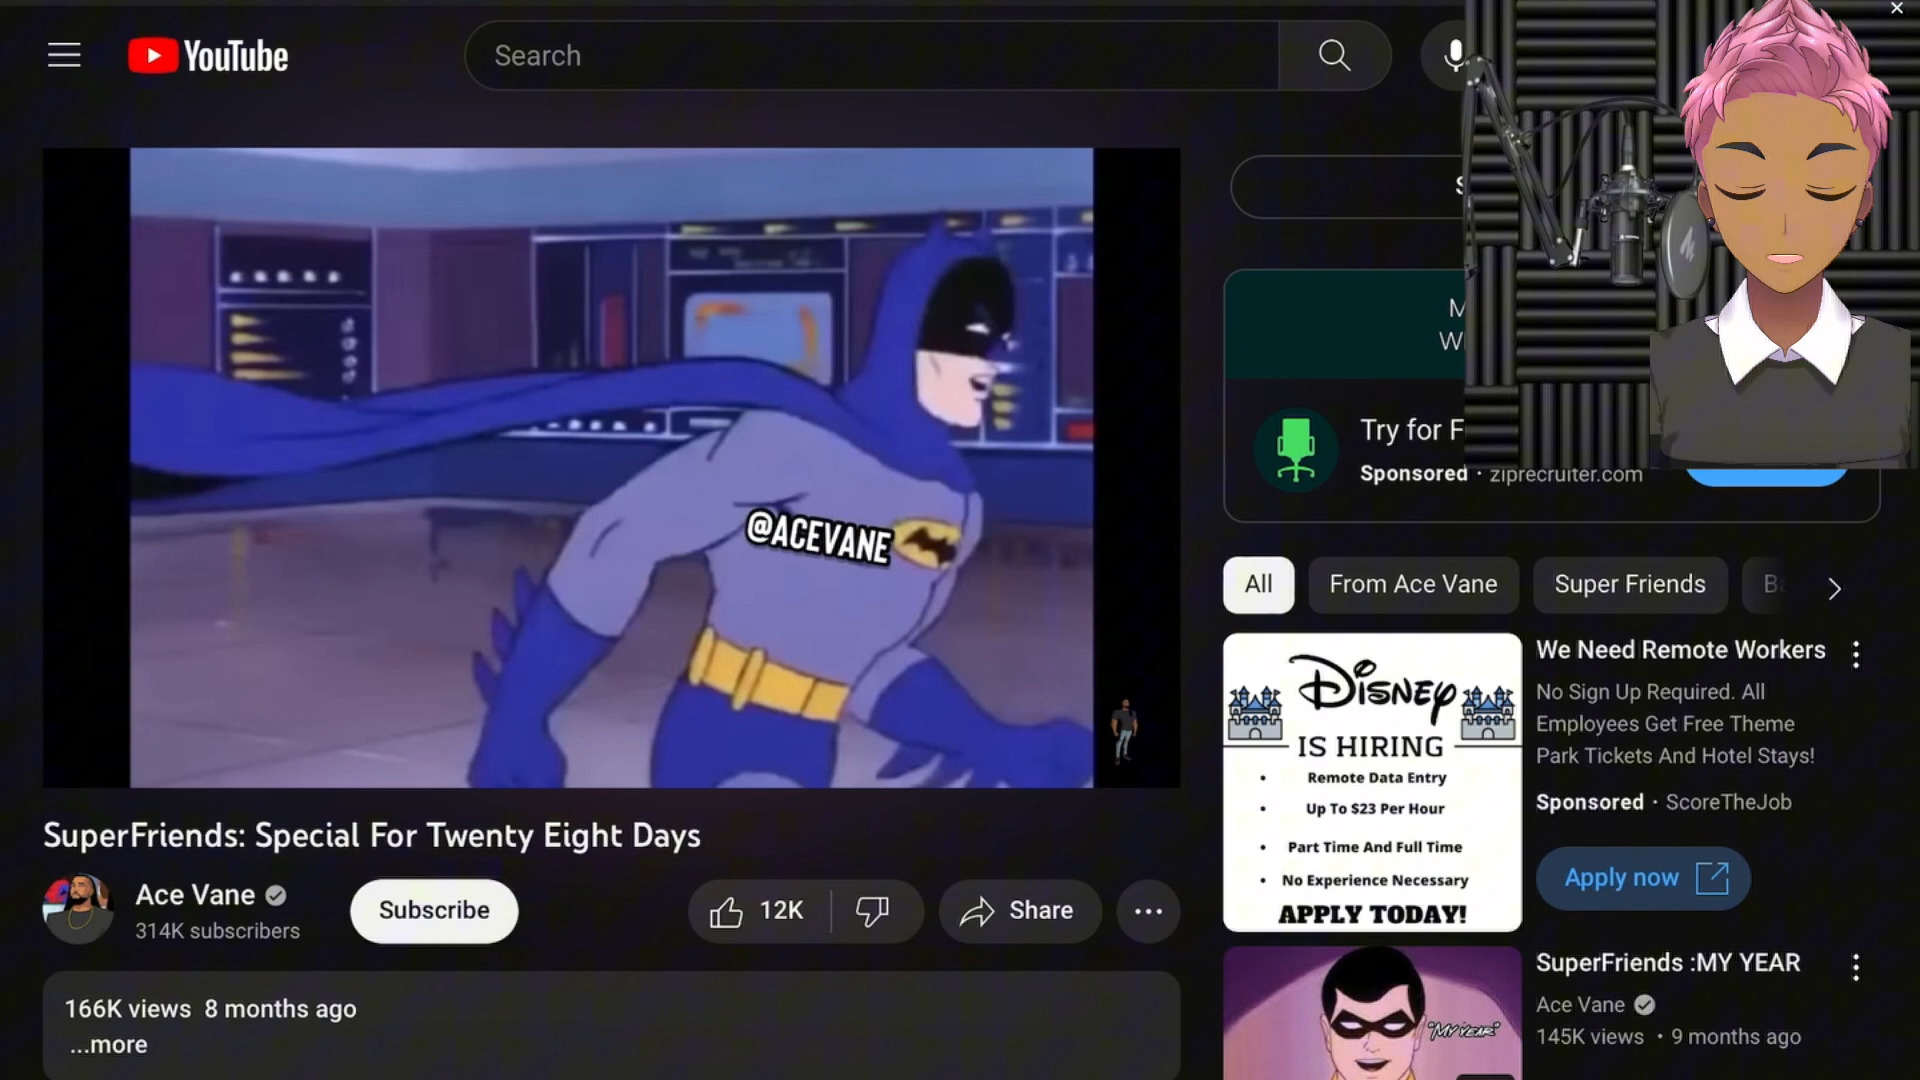 YouTube
Search
@ACEVANE
Try for F
Sponsored · ziprecruiter.com
All
From Ace Vane
Super Friends
DISNEY
IS HIRING
• Remote Data Entry
• Up To $23 Per Hour
• Part Time And Full Time
• No Experience Necessary
APPLY TODAY!
We Need Remote Workers
No Sign Up Required. All
Employees Get Free Theme
Park Tickets And Hotel Stays!
Sponsored · ScoreTheJob
Apply now
SuperFriends: Special For Twenty Eight Days
Ace Vane
314K subscribers
Subscribe
12K
Share
166K views 8 months ago
...more
"MY YEAR"
SuperFriends :MY YEAR
Ace Vane
145K views • 9 months ago